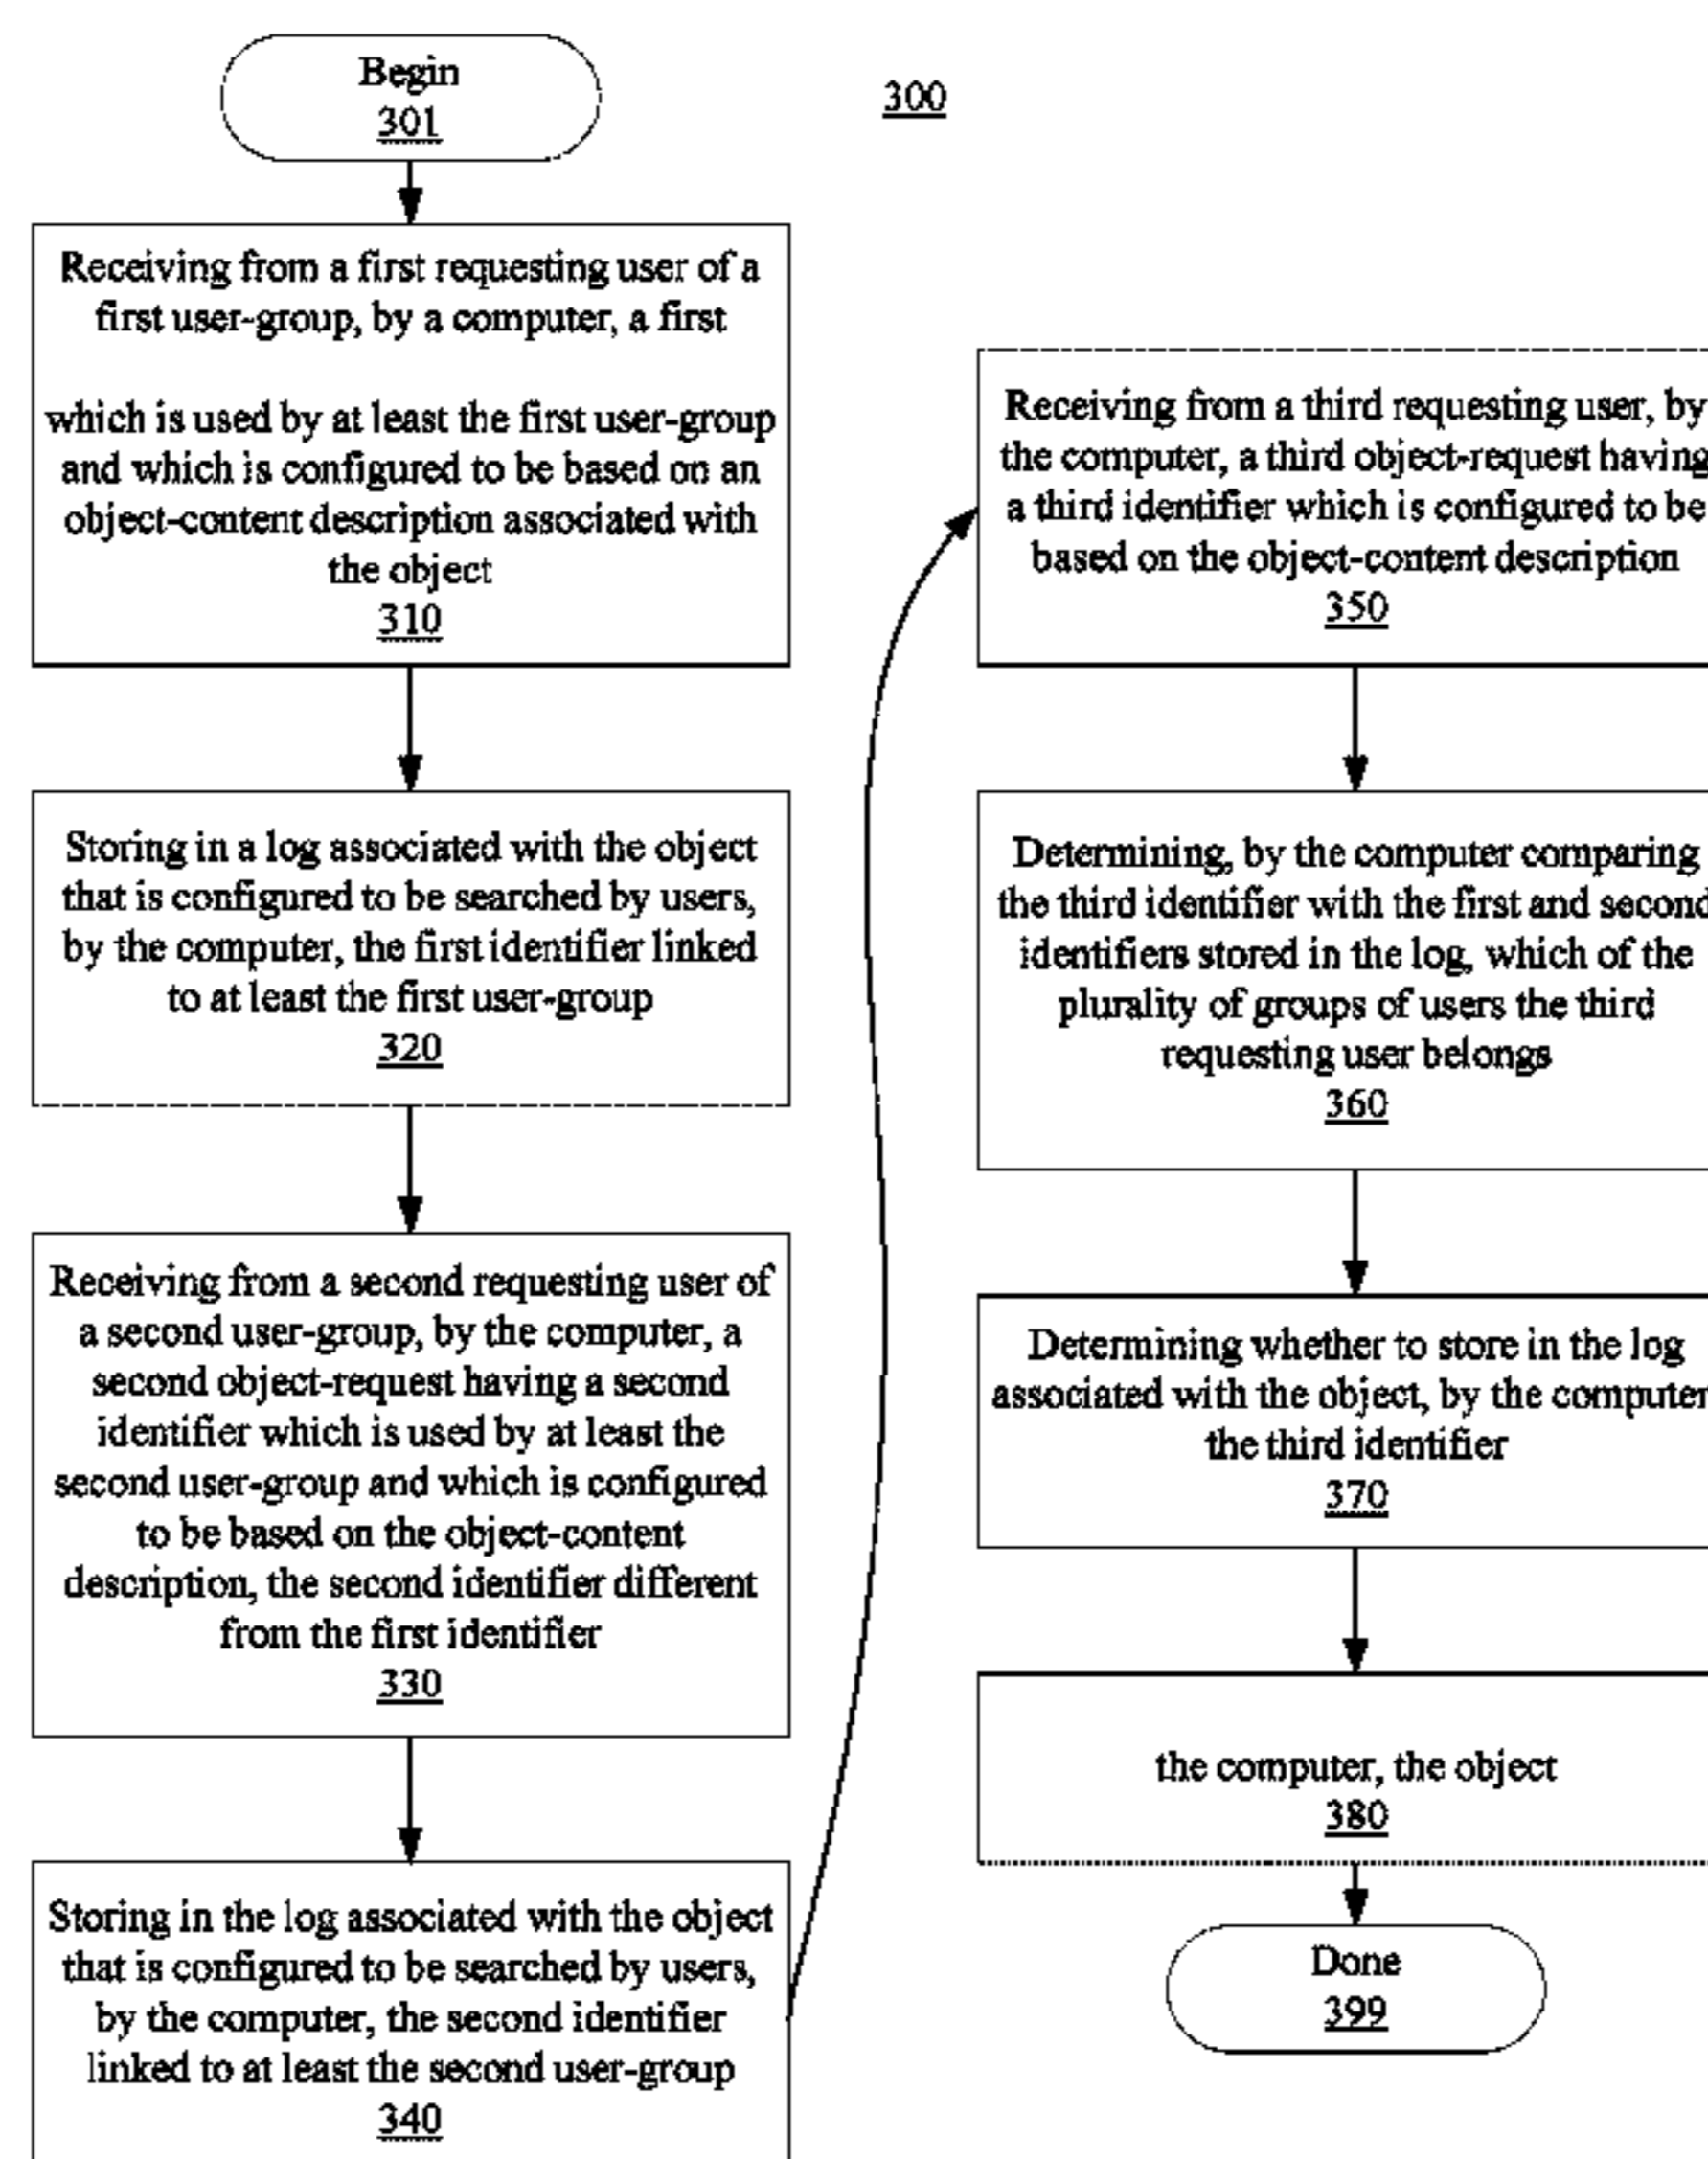 Begin
301
300
Receiving from a first requesting user of a
first user-group, by a computer, a first
which is used by at least the first user-group
and which is configured to be based on an
object-content description associated with
the object
310
Storing in a log associated with the object
that is configured to be searched by users,
by the computer, the first identifier linked
to at least the first user-group
320
Receiving from a second requesting user of
a second user-group, by the computer, a
second object-request having a second
identifier which is used by at least the
second user-group and which is configured
to be based on the object-content
description, the second identifier different
from the first identifier
330
Storing in the log associated with the object
that is configured to be searched by users,
by the computer, the second identifier
linked to at least the second user-group
340
Receiving from a third requesting user, by
the computer, a third object-request having
a third identifier which is configured to be
based on the object-content description
350
Determining, by the computer comparing
the third identifier with the first and second
identifiers stored in the log, which of the
plurality of groups of users the third
requesting user belongs
360
Determining whether to store in the log
associated with the object, by the computer
the third identifier
370
the computer, the object
380
Done
399